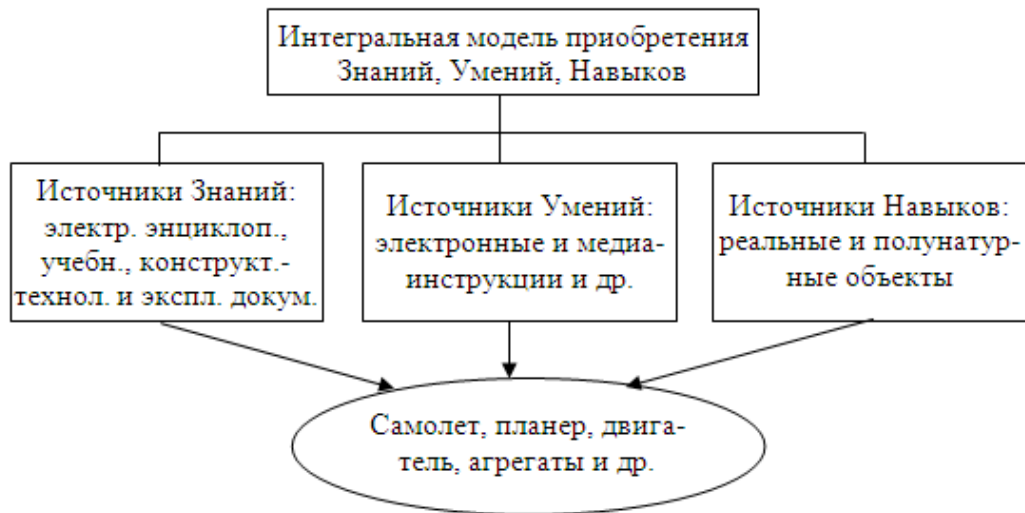 Интегральная модель приобретения
Знаний, Умений, Навыков
Источники Знаний:
электр. энциклоп.,
учебн., конструкт.-
технол. и экспл. докум.
Источники Умений:
электронные и медиа-
инструкции и др.
Источники Навыков:
реальные и полунатур-
ные объекты
Самолет, планер, двига-
тель, агрегаты и др.